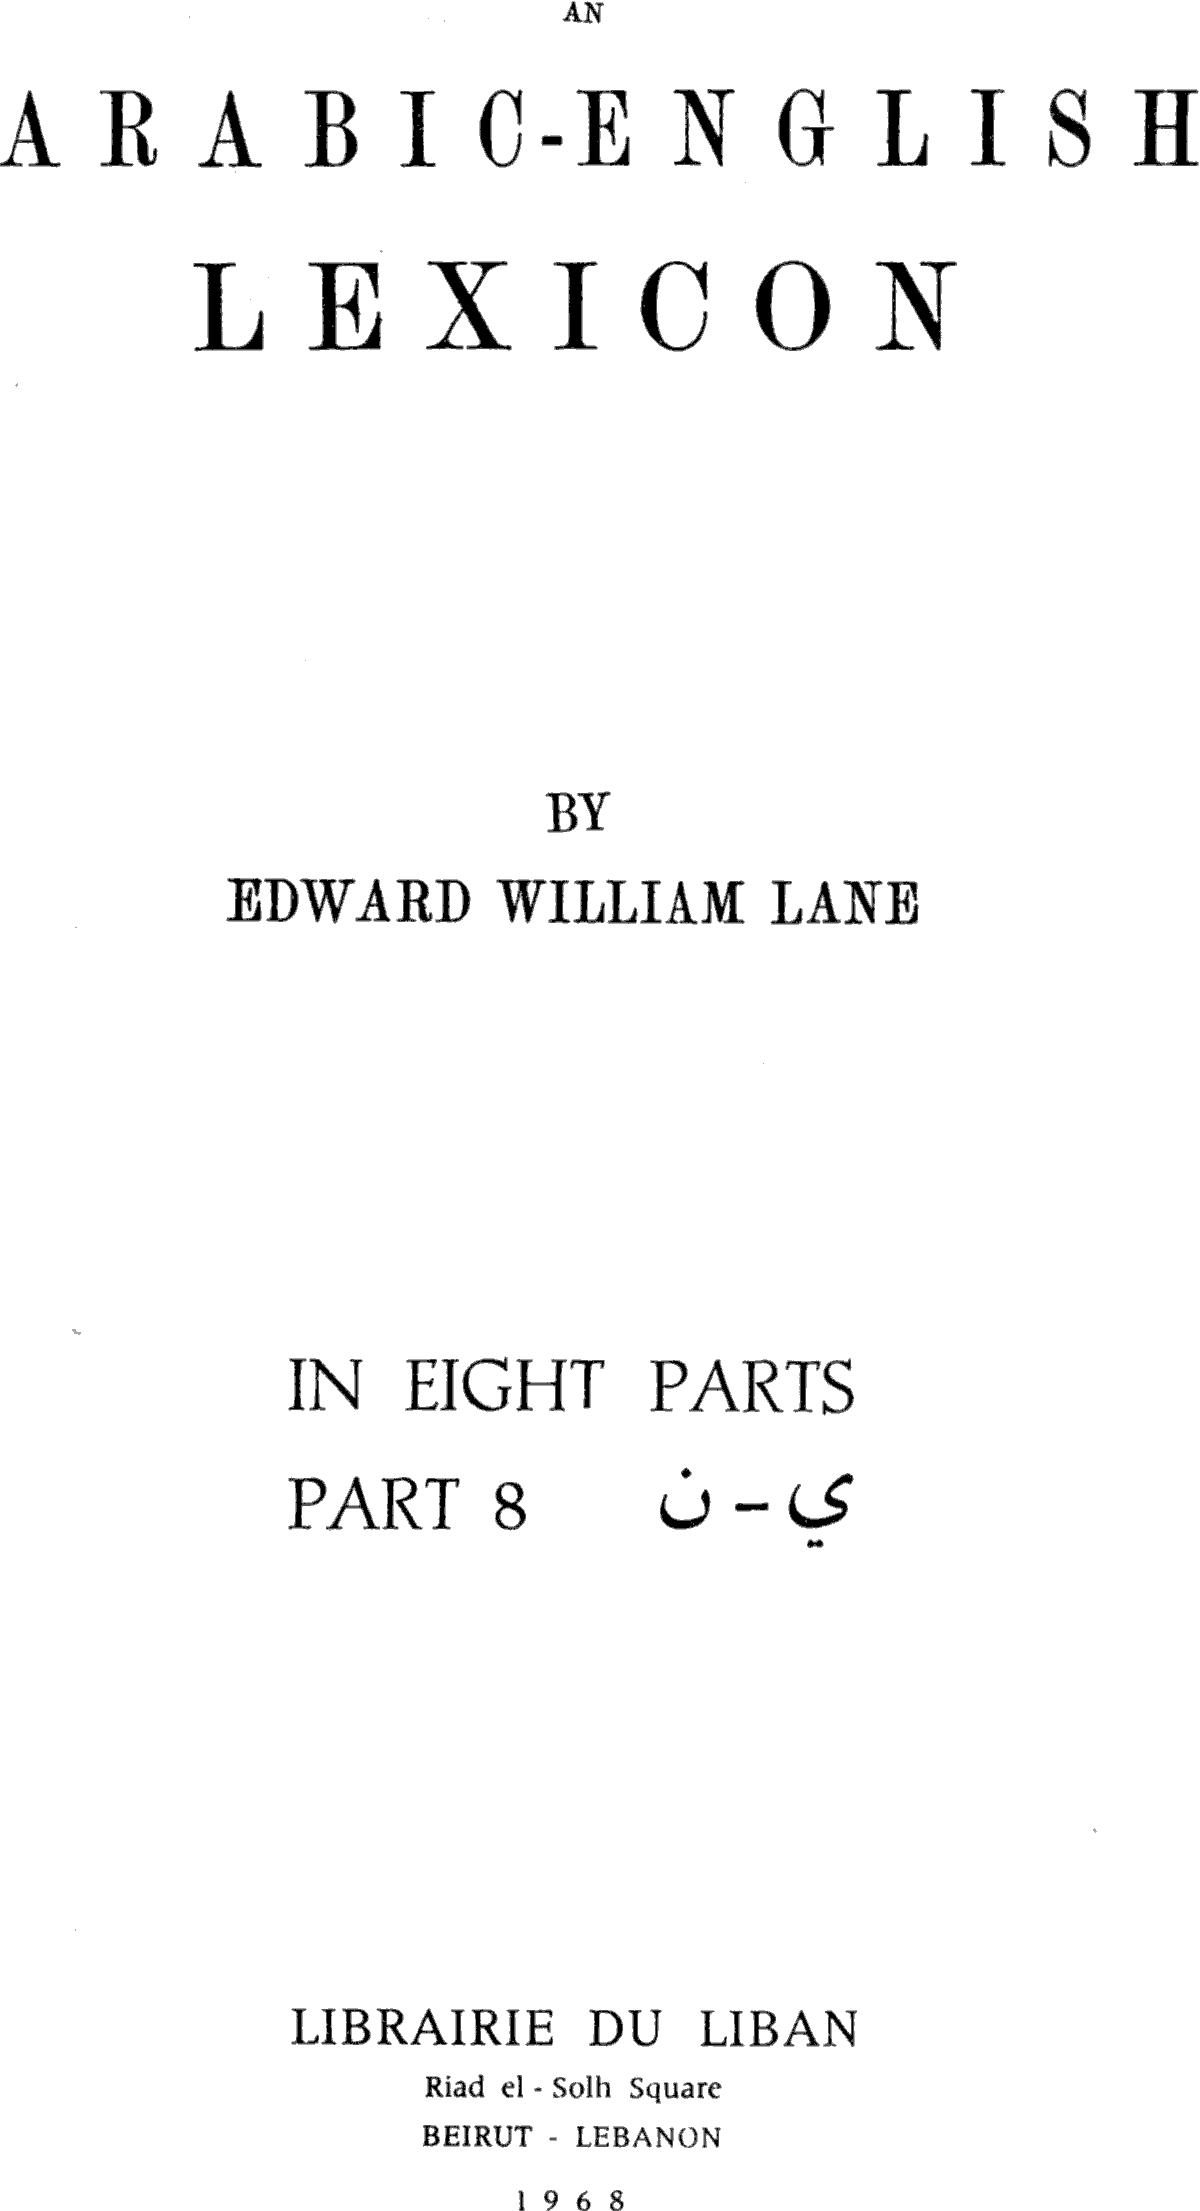 AN
ARABIC-ENGLISH
LEXICON
BY
EDWARD WILLIAM LANE
IN EIGHT PARTS
PART 8 ن - ي
LIBRAIRIE DU LIBAN
Riad el - Solh Square
BEIRUT - LEBANON
1968